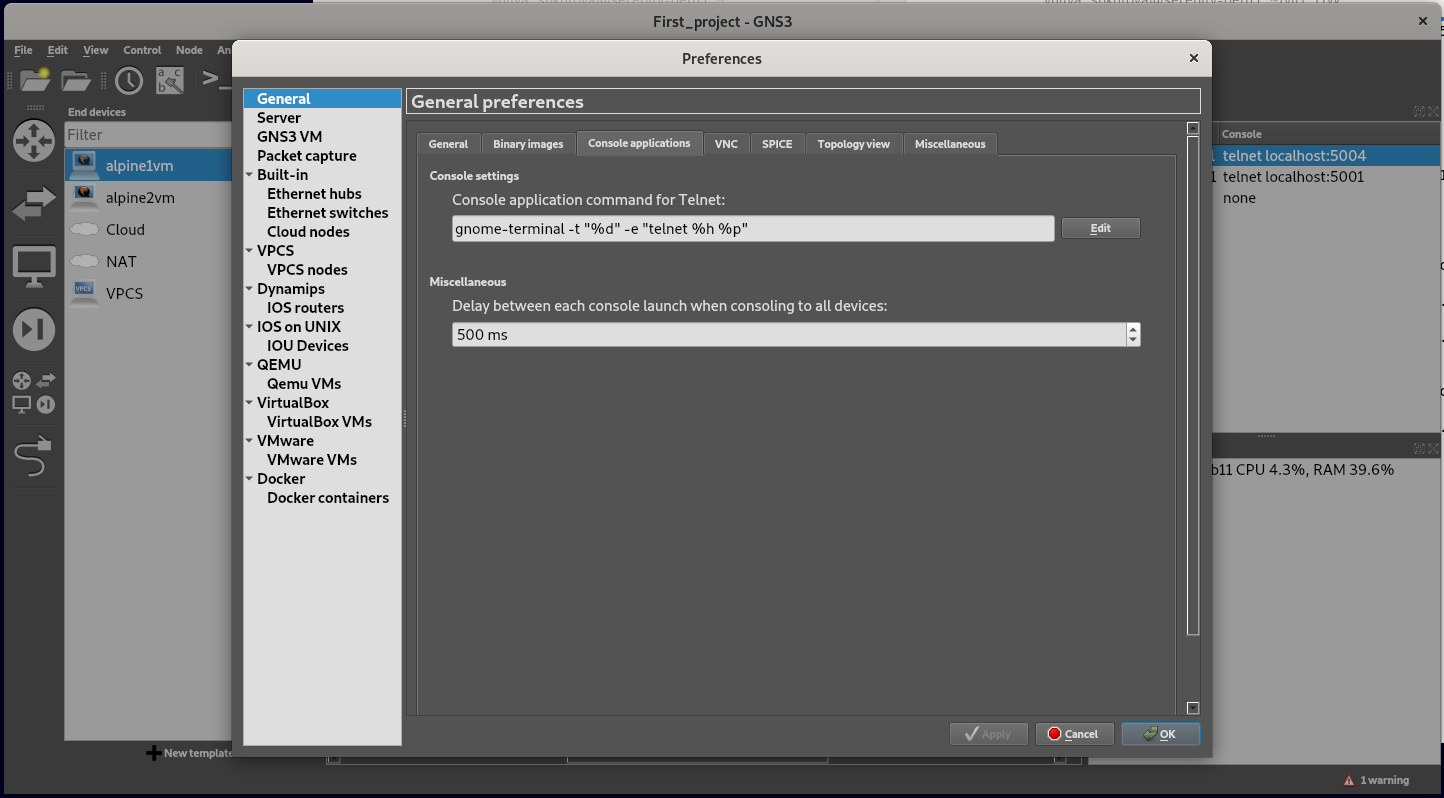 First_project - GNS3
File Edit View Control Node An
Preferences
End devices
Filter
alpine1vm
alpine2vm
Cloud
NAT
VPCS
New template
General
Server
GNS3 VM
Packet capture
Built-in
Ethernet hubs
Ethernet switches
Cloud nodes
VPCS
VPCS nodes
Dynamips
IOS routers
IOS on UNIX
IOU Devices
QEMU
Qemu VMs
VirtualBox
VirtualBox VMs
VMware
VMware VMs
Docker
Docker containers
General preferences
General Binary images Console applications VNC SPICE Topology view Miscellaneous
Console settings
Console application command for Telnet:
gnome-terminal -t "%d" -e "telnet %h %p"
Edit
Miscellaneous
Delay between each console launch when consoling to all devices:
500 ms
Apply Cancel OK
Console
telnet localhost:5004
1 telnet localhost:5001
none
b11 CPU 4.3%, RAM 39.6%
1 warning